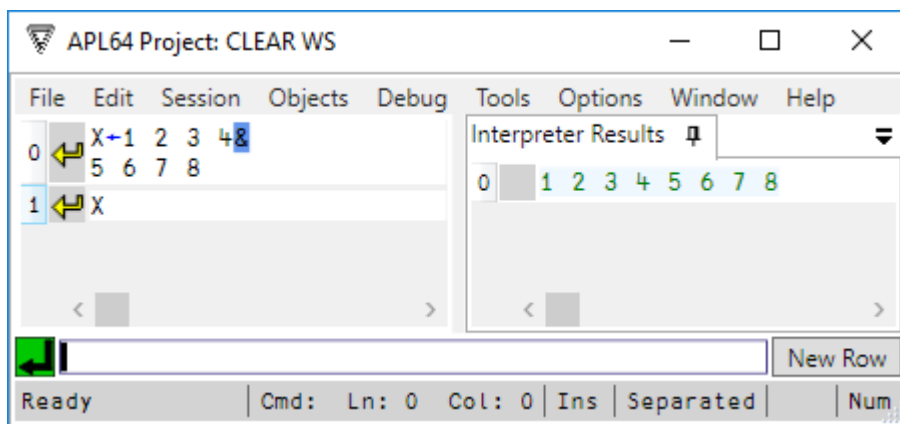 APL64 Project: CLEAR WS
File Edit Session Objects Debug Tools Options Window Help
0 X←1 2 3 4&
5 6 7 8
1 X
Interpreter Results
0 1 2 3 4 5 6 7 8
New Row
Ready Cmd: Ln: 0 Col: 0 Ins Separated Num